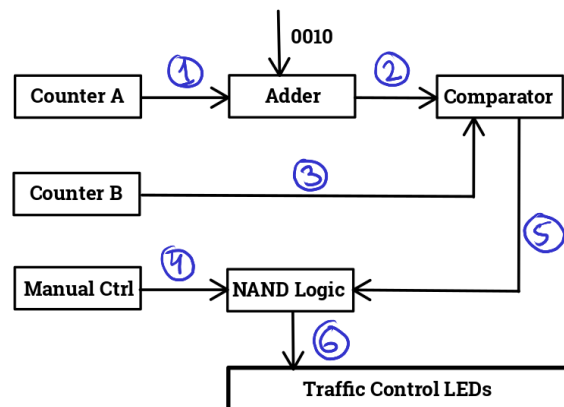 0010
1
2
Counter A
Adder
Comparator
3
Counter B
5
4
Manual Ctrl
NAND Logic
6
Traffic Control LEDs